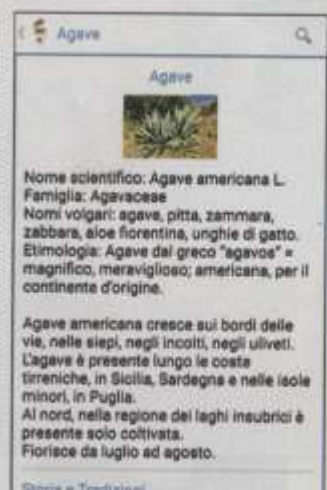 Agave
Agave
Nome scientifico: Agave americana L.
Famiglia: Agavaceae
Nomi volgari: agave, pitta, zammara,
zabbara, aloe fiorentina, unghie di gatto.
Etimologia: Agave dal greco "agavos" =
magnifico, meraviglioso; americana, per il
continente d'origine.
Agave americana cresce sui bordi delle
vie, nelle siepi, negli incolti, negli uliveti.
L'agave è presente lungo le coste
tirreniche, in Sicilia, Sardegna e nelle isole
minori, in Puglia.
Al nord, nella regione dei laghi insubrici è
presente solo coltivata.
Fiorisce da luglio ad agosto.
Storia e Tradizioni